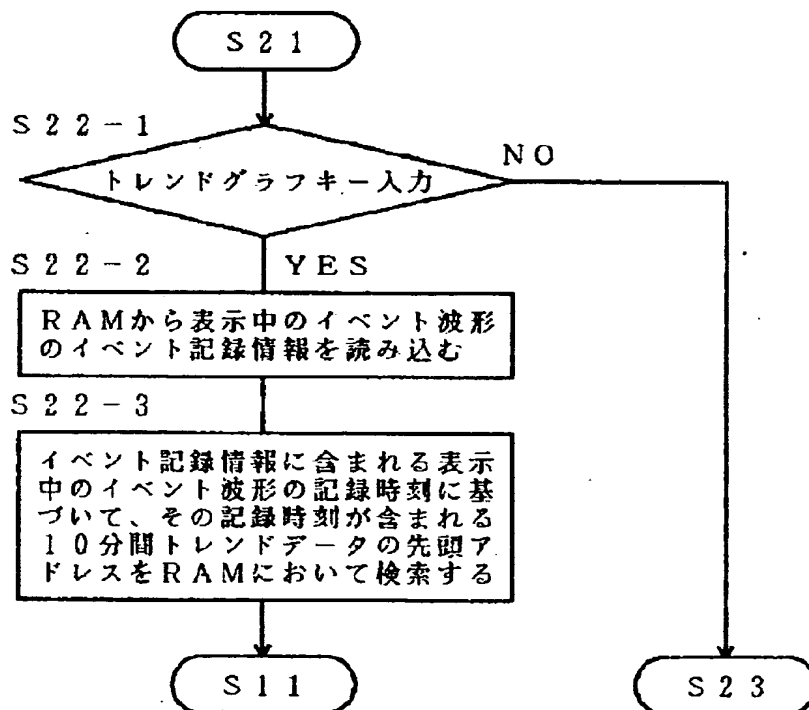 S21
S22-1
NO
トレンドグラフキー入力
S22-2
YES
RAMから表示中のイベント波形
のイベント記録情報を読み込む
S22-3
イベント記録情報に含まれる表示
中のイベント波形の記録時刻に基
づいて、その記録時刻が含まれる
10分間トレンドデータの先頭ア
ドレスをRAMにおいて検索する
S11
S23